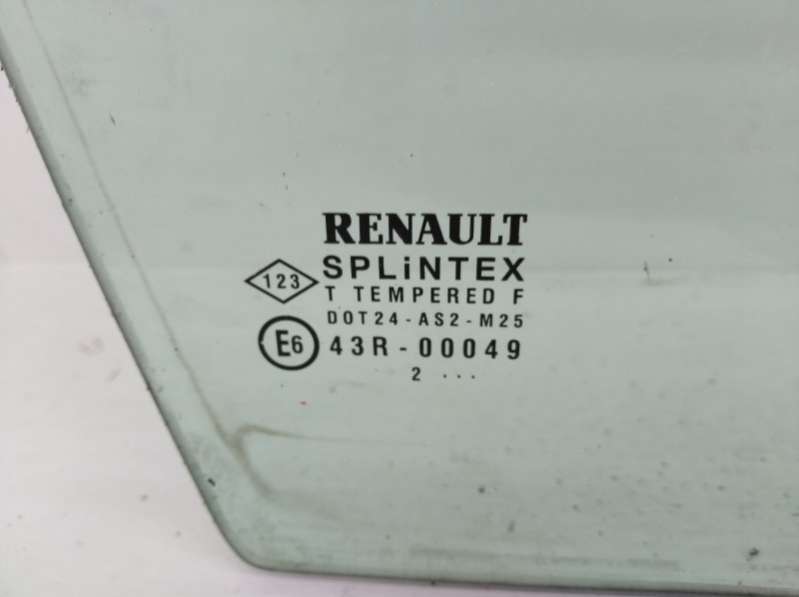 RENAULT
SPLiNTEX
123
T TEMPERED F
DOT24-AS2-M25
E6 43R-00049
2 ...